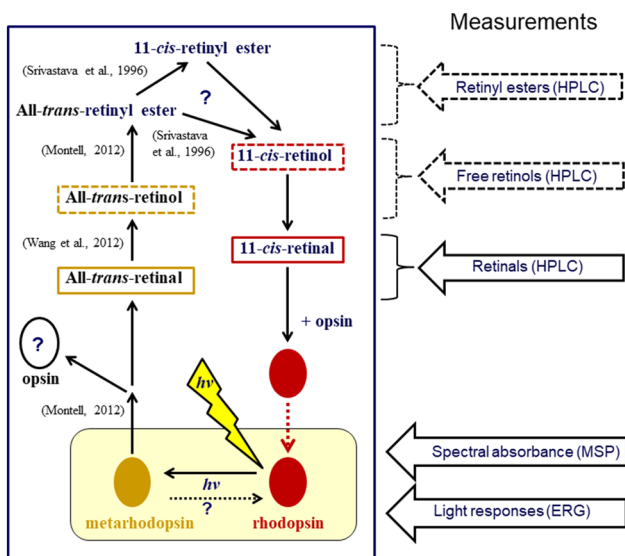 Measurements
11-cis-retinyl ester
(Srivastava et al., 1996)
?
Retinyl esters (HPLC)
All-trans-retinyl ester
(Srivastava
et al., 1996)
(Montell, 2012)
11-cis-retinol
Free retinols (HPLC)
All-trans-retinol
(Wang et al., 2012)
11-cis-retinal
Retinals (HPLC)
All-trans-retinal
+ opsin
?
opsin
hv
(Montell, 2012)
Spectral absorbance (MSP)
hv
?
Light responses (ERG)
metarhodopsin
rhodopsin